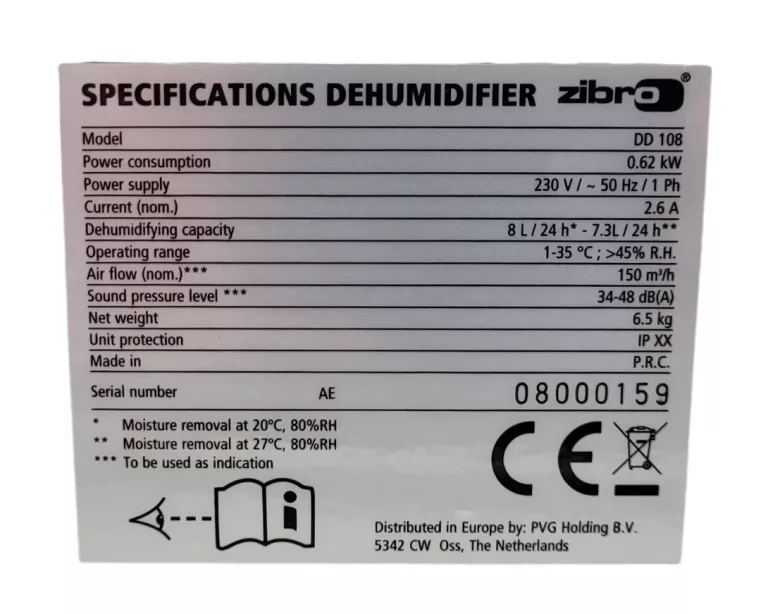 SPECIFICATIONS DEHUMIDIFIER zibro®
Model DD 108
Power consumption 0.62 kW
Power supply 230 V / ~ 50 Hz / 1 Ph
Current (nom.) 2.6 A
Dehumidifying capacity 8 L / 24 h* - 7.3L / 24 h**
Operating range 1-35 °C ; >45% R.H.
Air flow (nom.)*** 150 m³/h
Sound pressure level *** 34-48 dB(A)
Net weight 6.5 kg
Unit protection IP XX
Made in P.R.C.
Serial number AE 08000159
* Moisture removal at 20°C, 80%RH
** Moisture removal at 27°C, 80%RH
*** To be used as indication
CE
i
Distributed in Europe by: PVG Holding B.V.
5342 CW Oss, The Netherlands